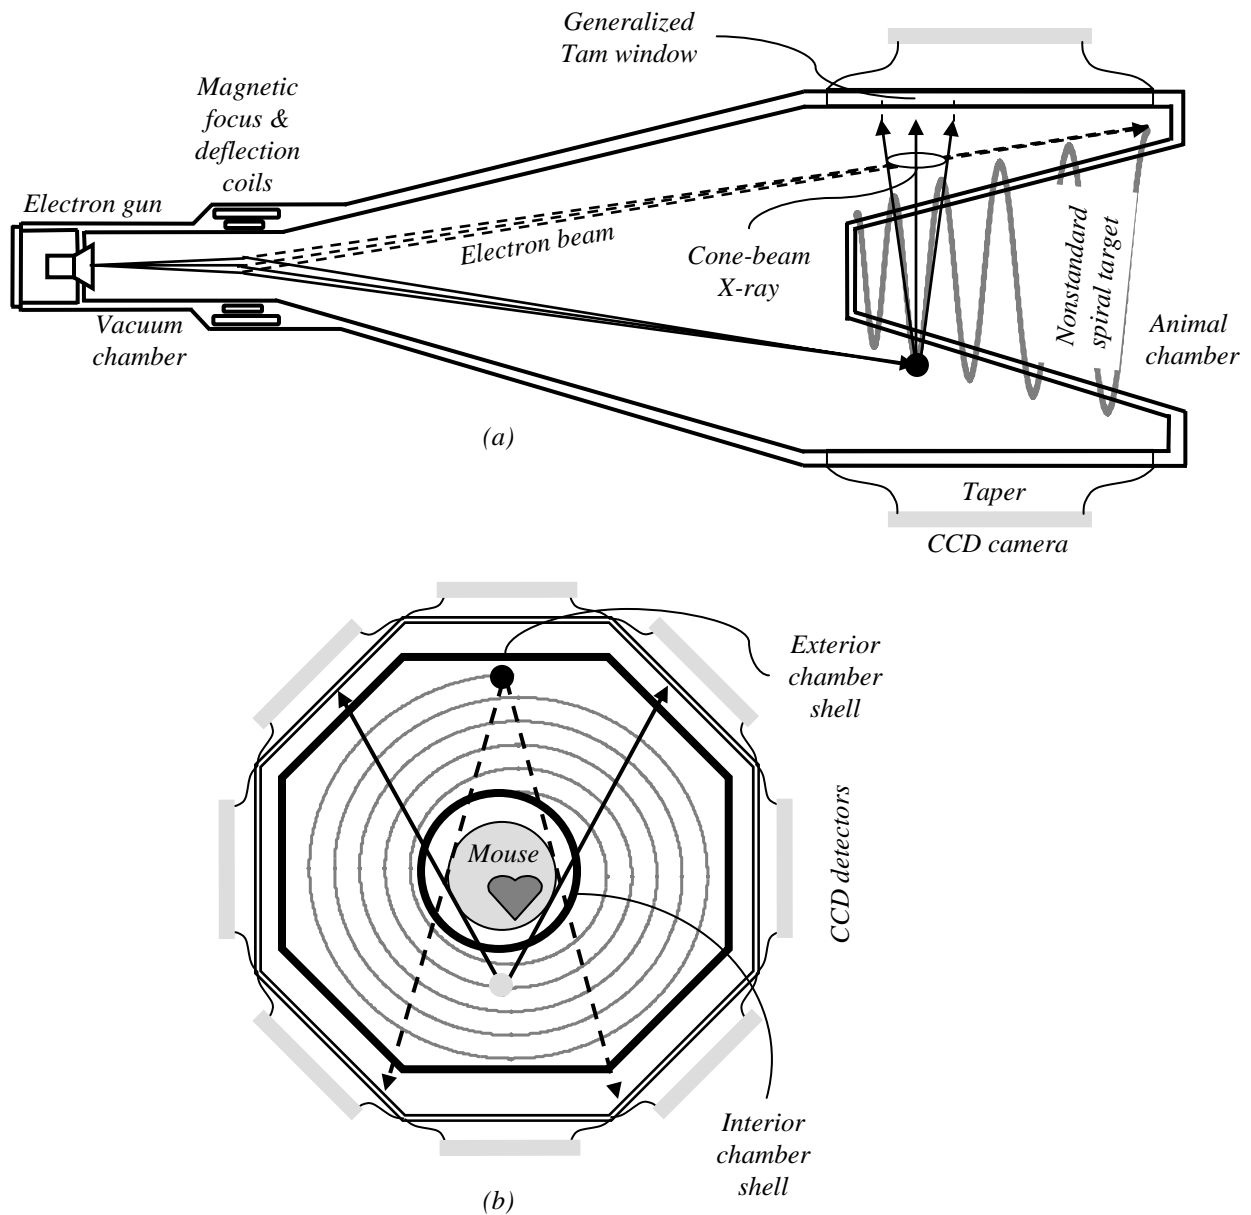 Generalized
Tam window
Magnetic
focus &
deflection
coils
Electron gun
Electron beam
Cone-beam
X-ray
Nonstandard
spiral target
Vacuum
chamber
Animal
chamber
(a)
Taper
CCD camera
Exterior
chamber
shell
Mouse
CCD detectors
Interior
chamber
shell
(b)